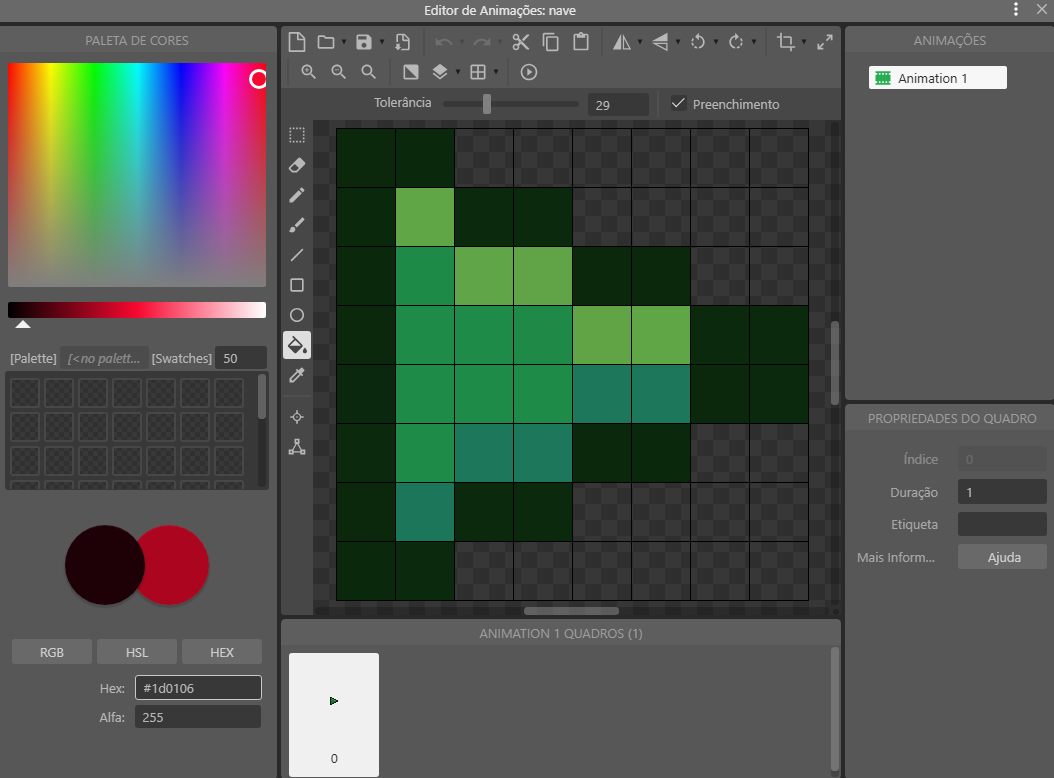 Editor de Animações: nave
PALETA DE CORES
[Palette]
[<no palett...
[Swatches]
50
RGB
HSL
HEX
Hex:
#1d0106
Alfa:
255
Tolerância
29
Preenchimento
ANIMATION 1 QUADROS (1)
0
ANIMAÇÕES
Animation 1
PROPRIEDADES DO QUADRO
Índice
0
Duração
1
Etiqueta
Mais Inform...
Ajuda